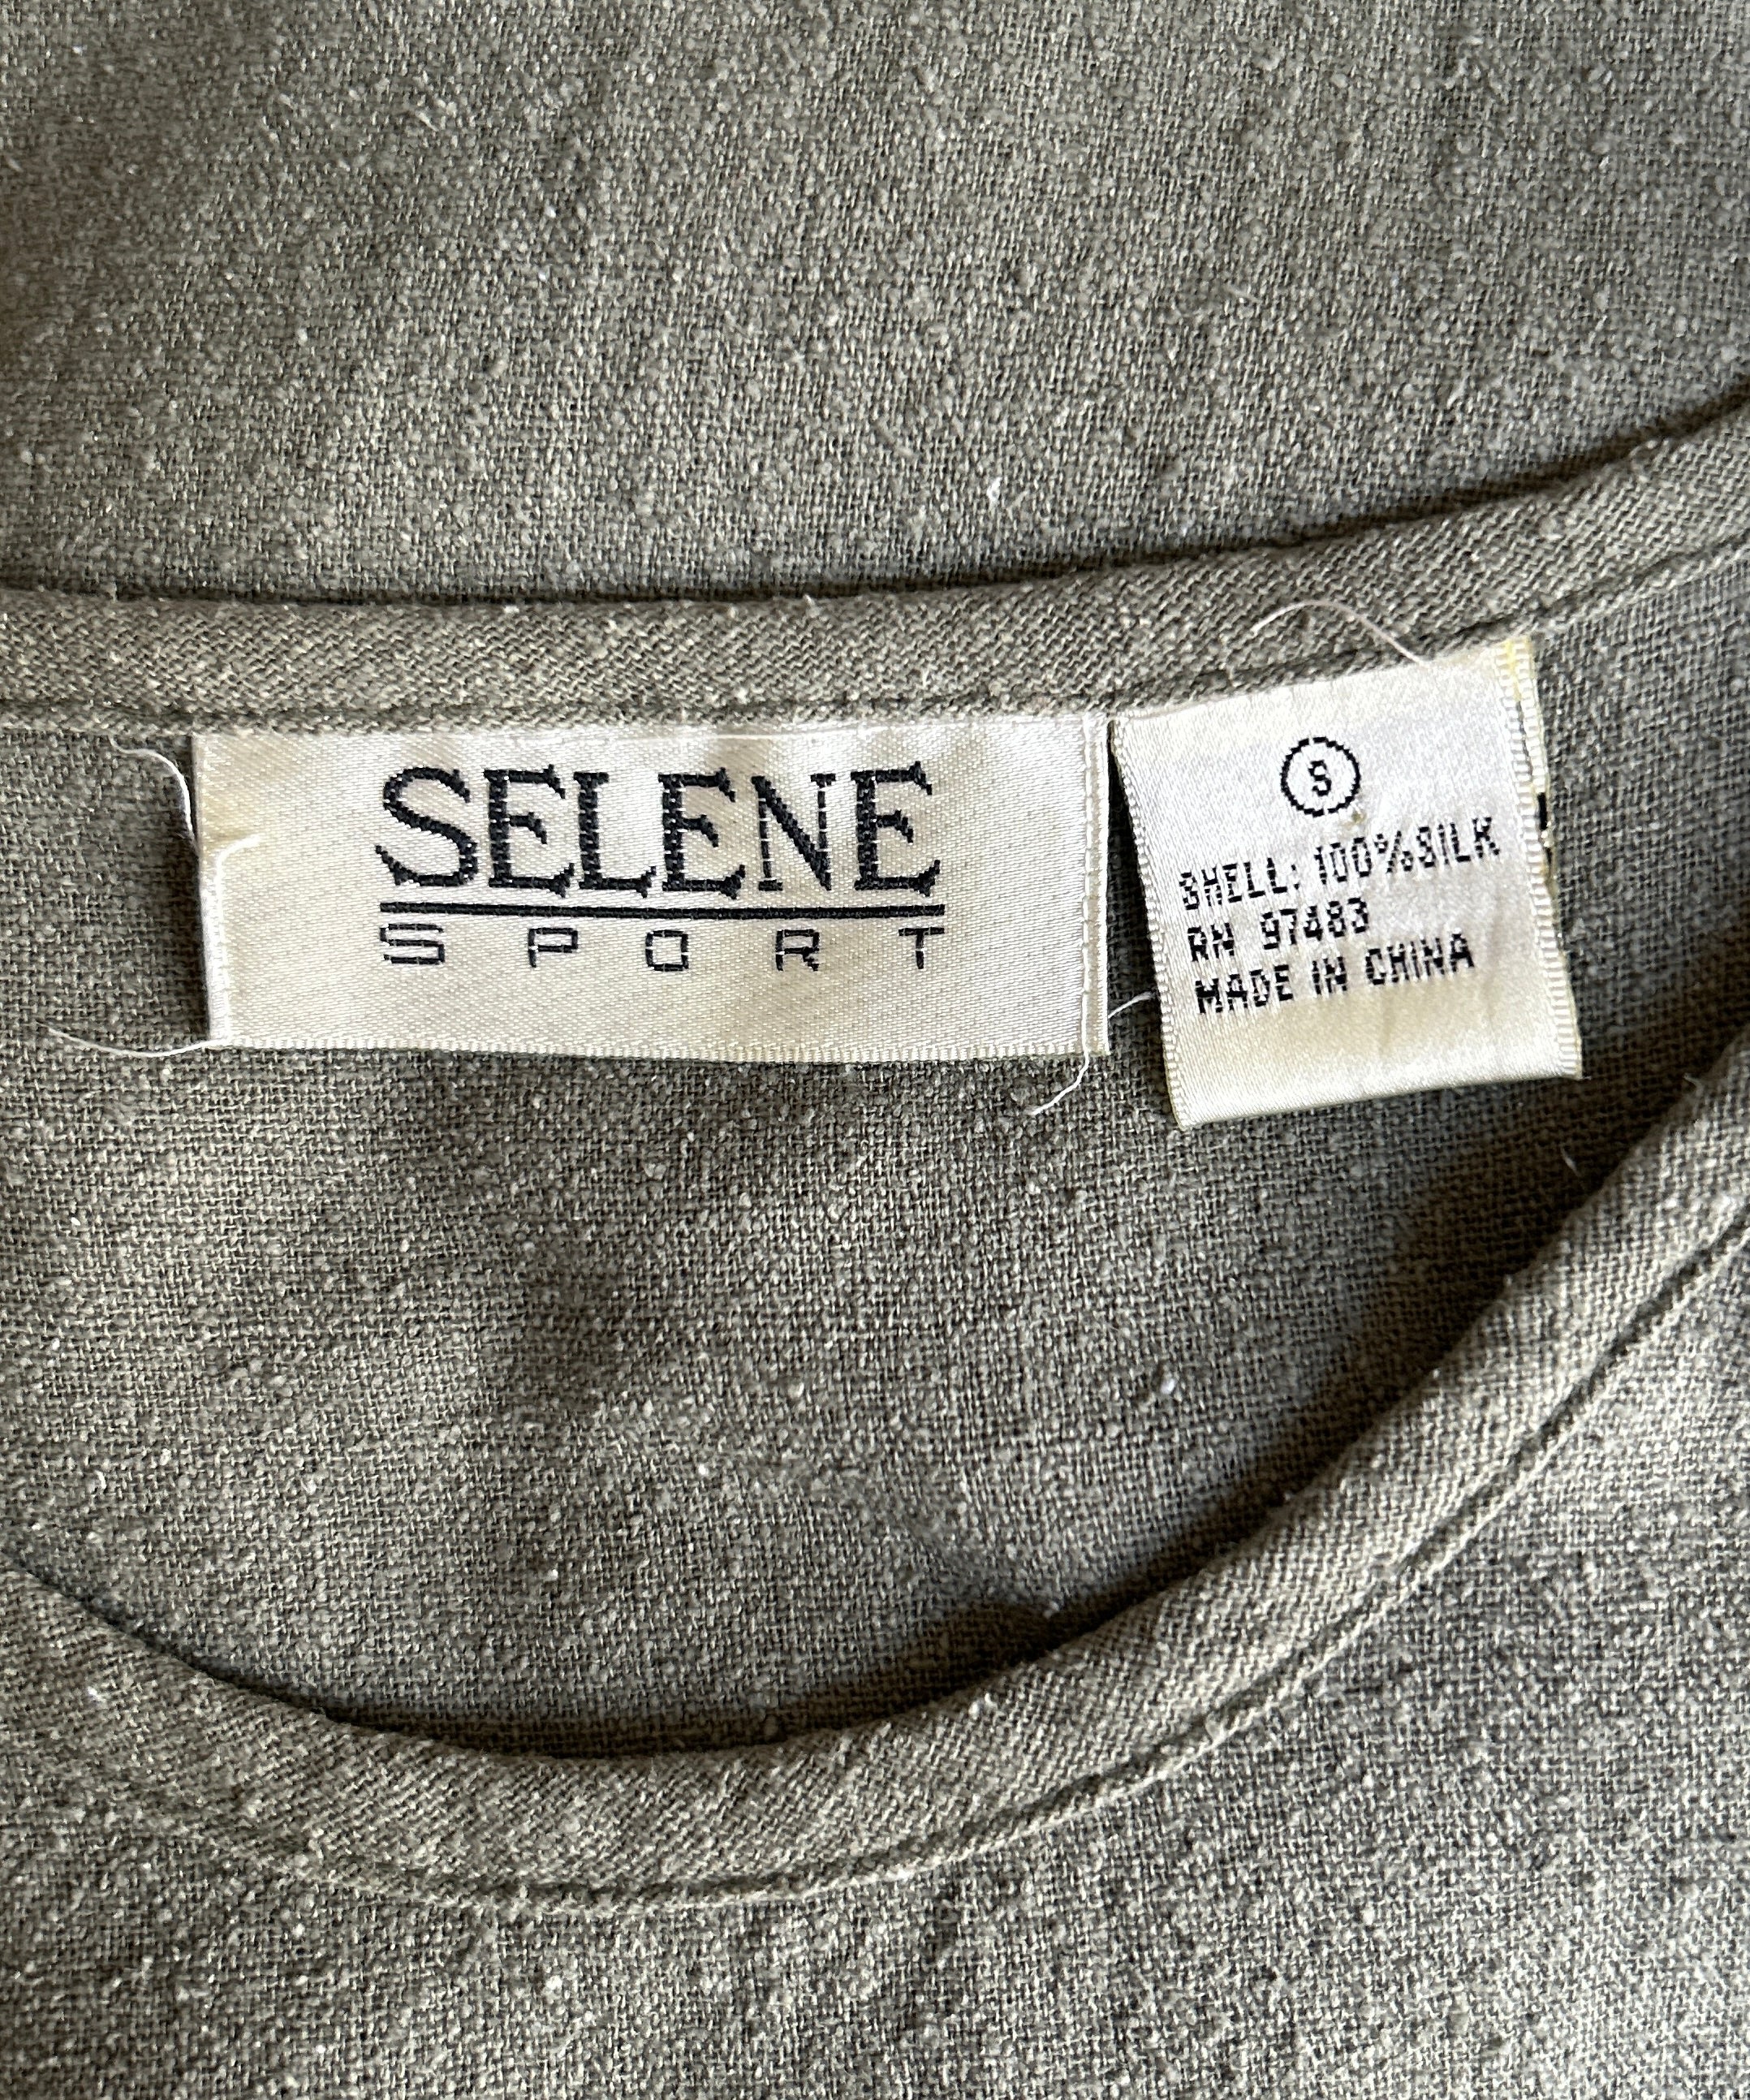 SELENE
SPORT
S
SHELL: 100%SILK
RN 97483
MADE IN CHINA